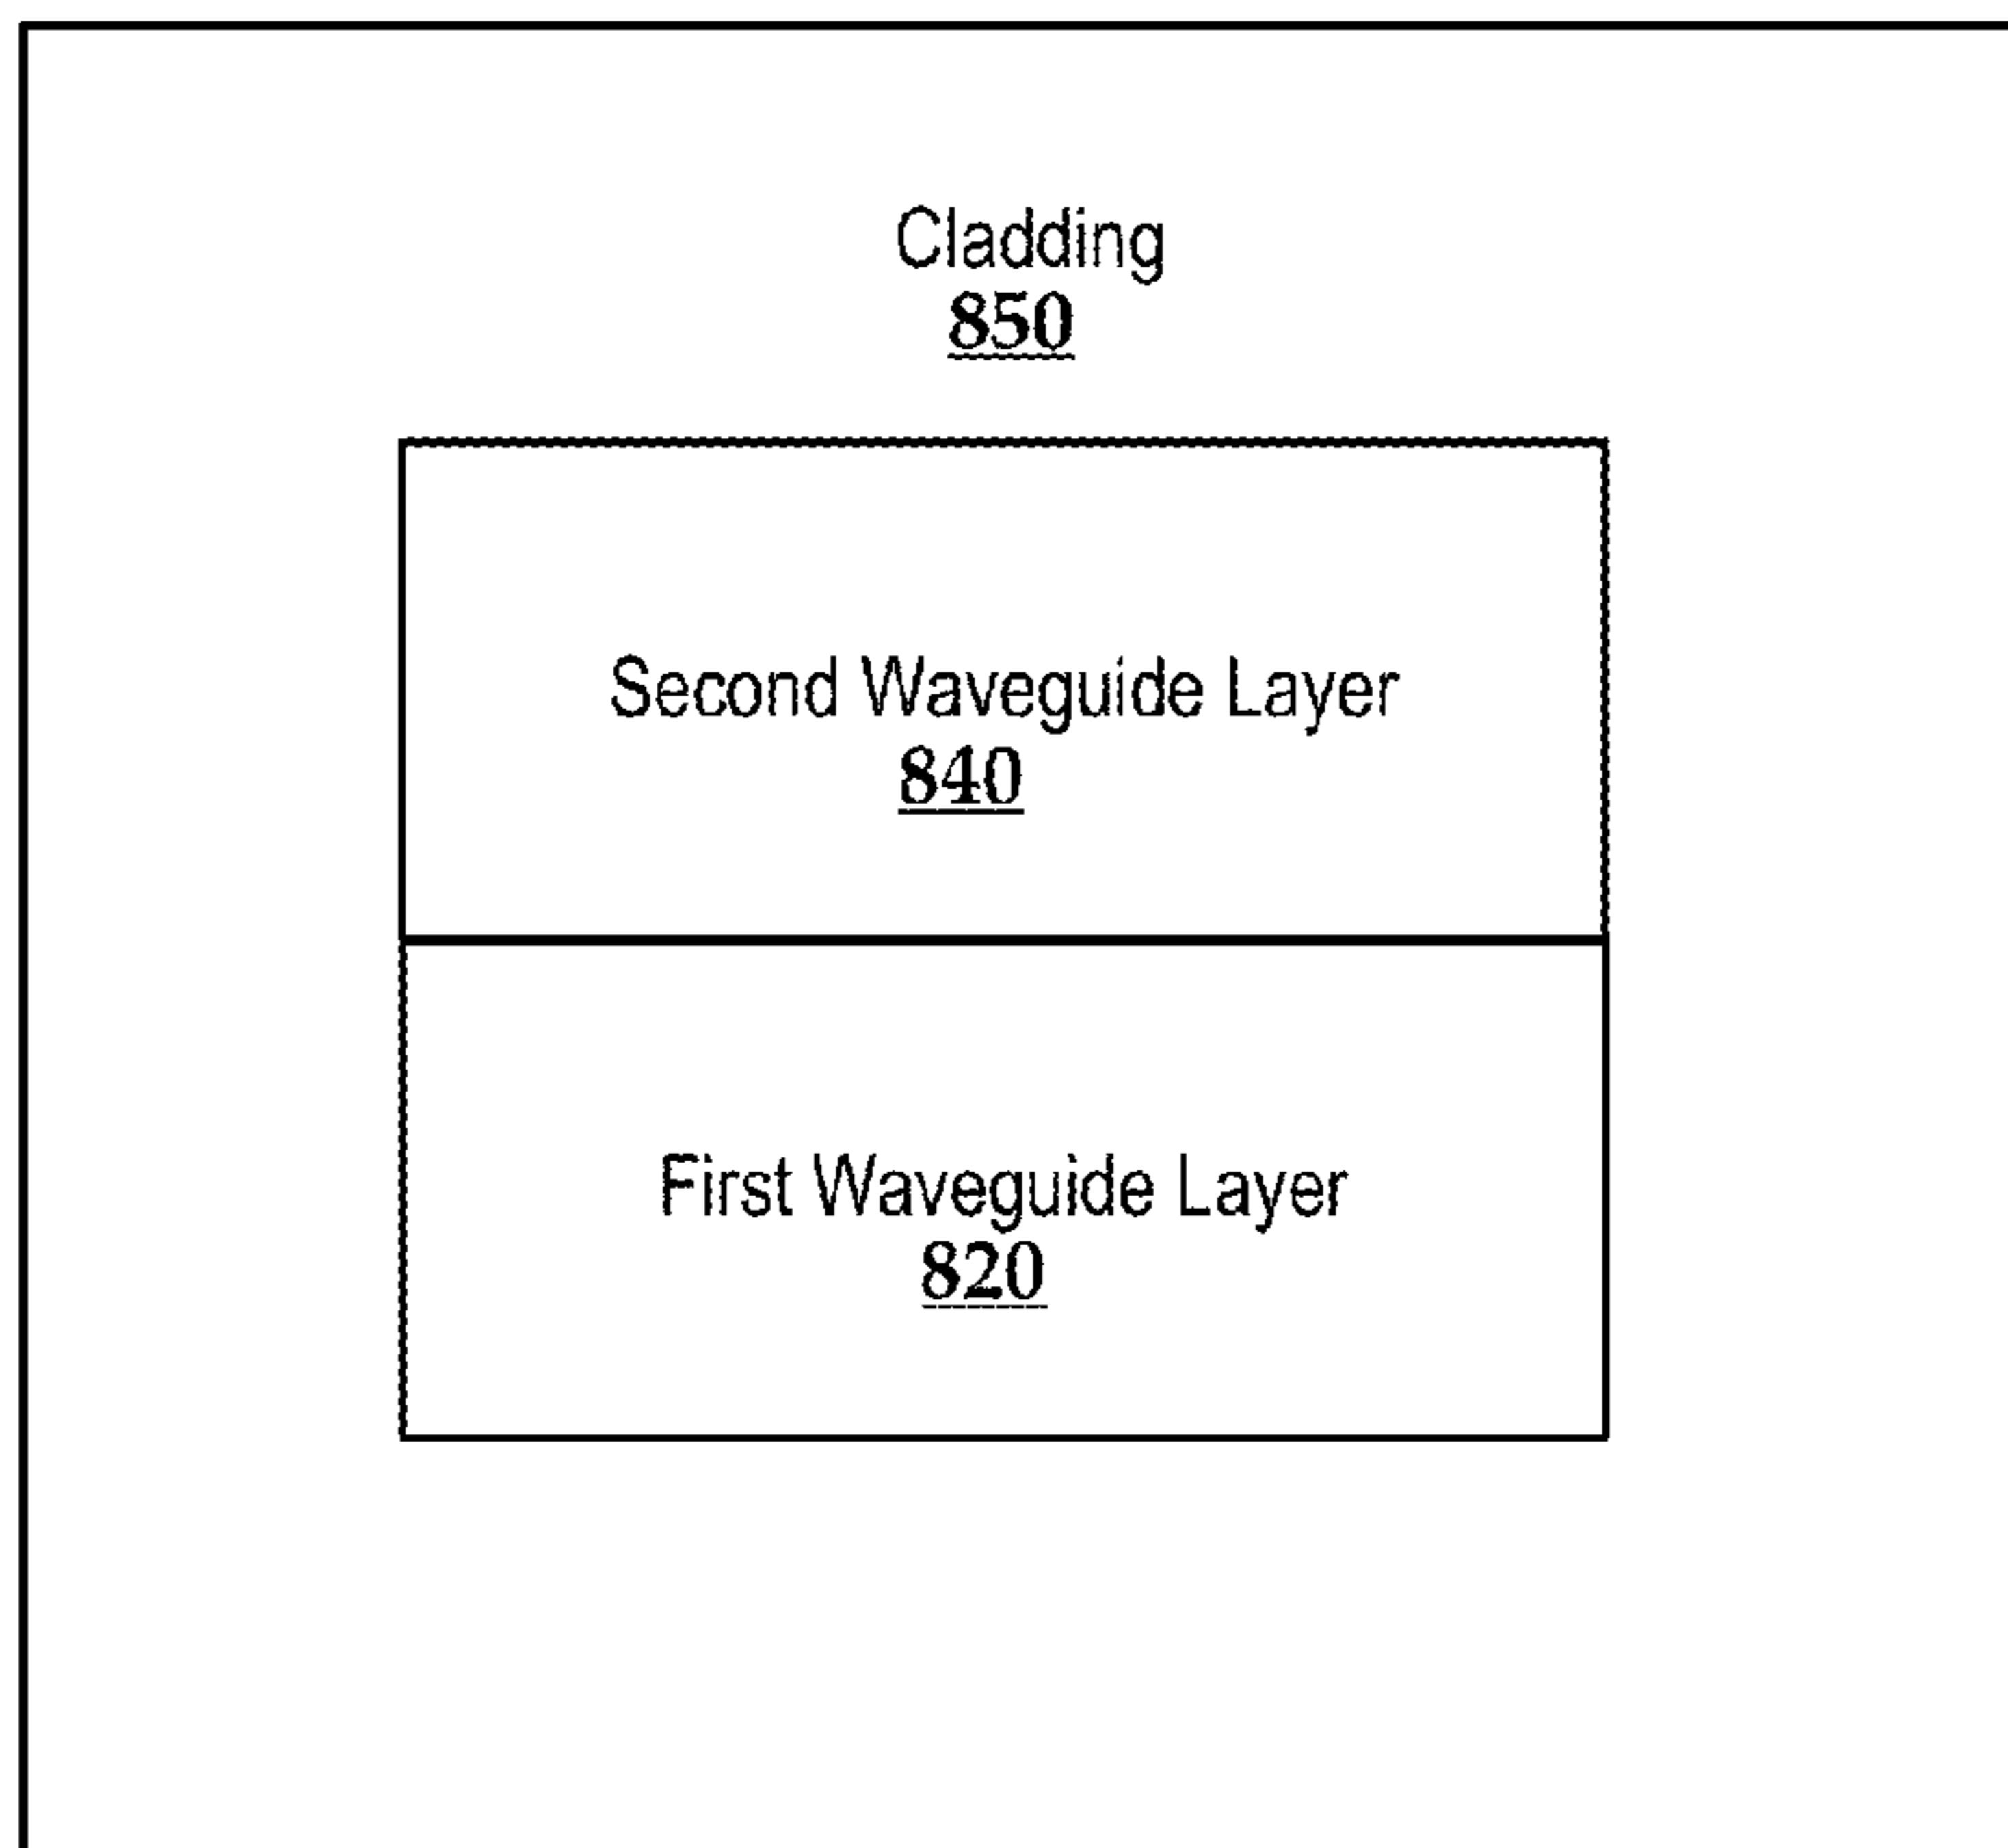 Cladding
850
Second Waveguide Layer
840
First Waveguide Layer
820